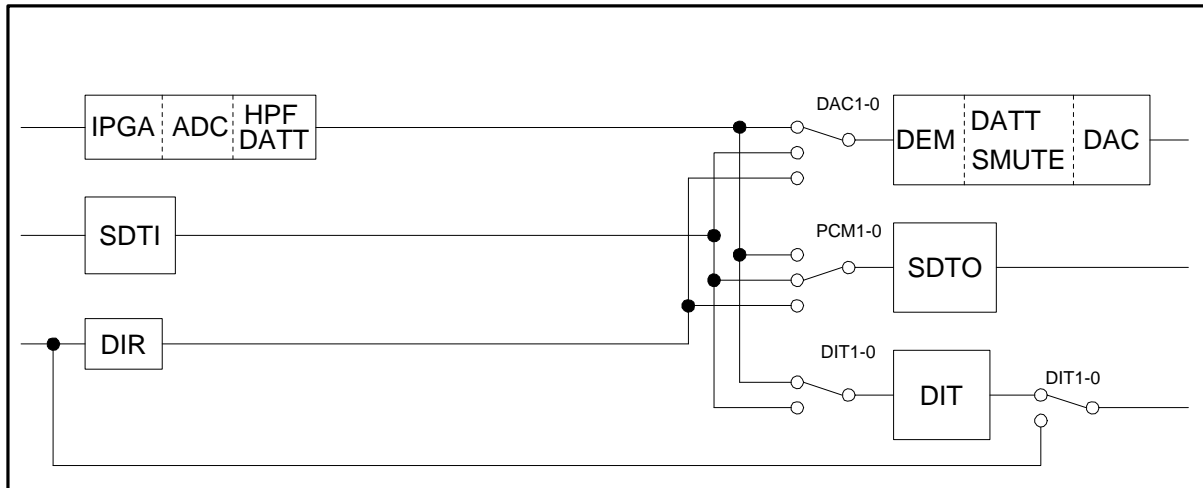 DAC1-0
IPGA ADC HPF DATT
DEM DATT SMUTE DAC
SDTI
PCM1-0
SDTO
DIR
DIT1-0
DIT
DIT1-0